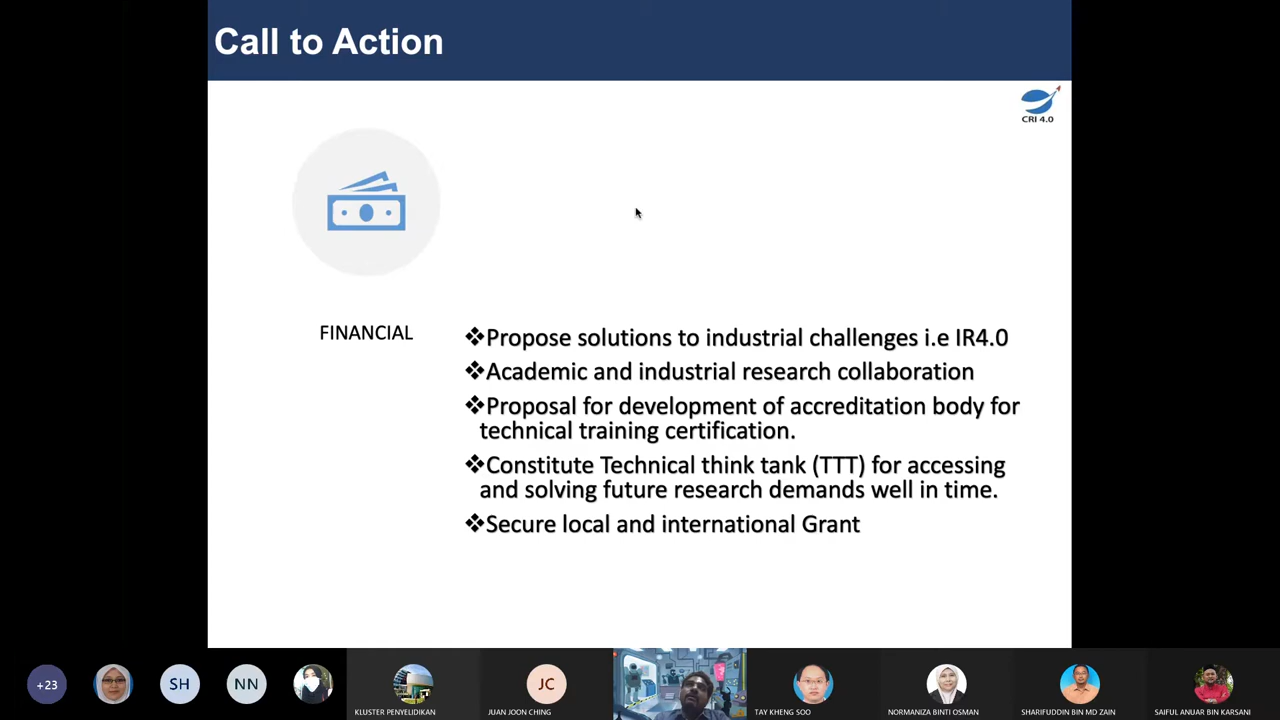 Call to Action
CRI 4.0
FINANCIAL
❖Propose solutions to industrial challenges i.e IR4.0
❖Academic and industrial research collaboration
❖Proposal for development of accreditation body for
technical training certification.
❖Constitute Technical think tank (TTT) for accessing
and solving future research demands well in time.
❖Secure local and international Grant
+23
SH
NN
KLUSTER PENYELIDIKAN
JC
JUAN JOON CHING
TAY KHENG SOO
NORMANIZA BINTI OSMAN
SHARIFUDDIN BIN MD ZAIN
SAIFUL ANUAR BIN KARSANI